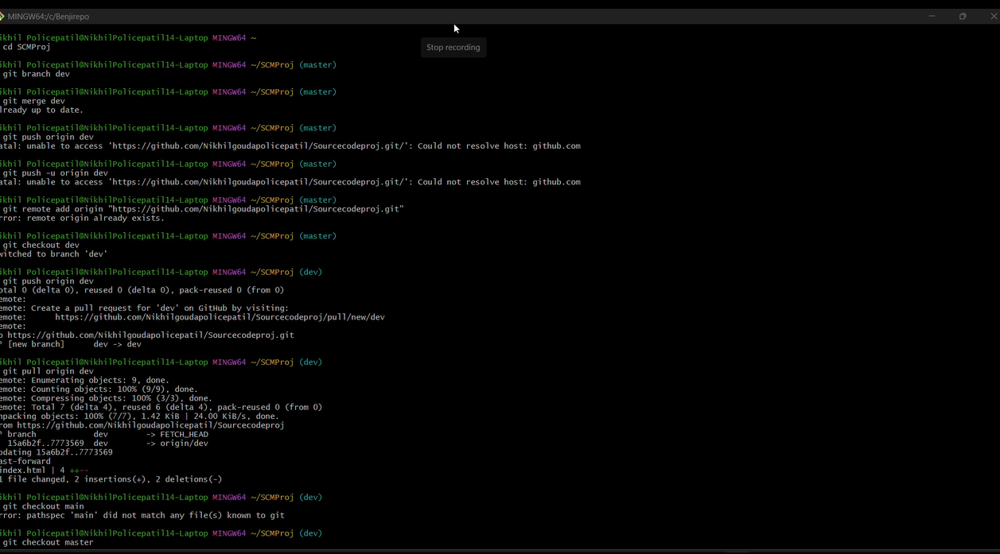 MINGW64:/c/Benjirepo
Stop recording
ikhil Policepatil@NikhilPolicepatil14-Laptop MINGW64 ~
cd SCMProj
ikhil Policepatil@NikhilPolicepatil14-Laptop MINGW64 ~/SCMProj (master)
git branch dev
ikhil Policepatil@NikhilPolicepatil14-Laptop MINGW64 ~/SCMProj (master)
git merge dev
lready up to date.
ikhil Policepatil@NikhilPolicepatil14-Laptop MINGW64 ~/SCMProj (master)
git push origin dev
atal: unable to access 'https://github.com/Nikhilgoudapolicepatil/Sourcecodeproj.git/': Could not resolve host: github.com
ikhil Policepatil@NikhilPolicepatil14-Laptop MINGW64 ~/SCMProj (master)
git push -u origin dev
atal: unable to access 'https://github.com/Nikhilgoudapolicepatil/Sourcecodeproj.git/': Could not resolve host: github.com
ikhil Policepatil@NikhilPolicepatil14-Laptop MINGW64 ~/SCMProj (master)
git remote add origin "https://github.com/Nikhilgoudapolicepatil/Sourcecodeproj.git"
rror: remote origin already exists.
ikhil Policepatil@NikhilPolicepatil14-Laptop MINGW64 ~/SCMProj (master)
git checkout dev
witched to branch 'dev'
ikhil Policepatil@NikhilPolicepatil14-Laptop MINGW64 ~/SCMProj (dev)
git push origin dev
otal 0 (delta 0), reused 0 (delta 0), pack-reused 0 (from 0)
emote:
emote: Create a pull request for 'dev' on GitHub by visiting:
emote: https://github.com/Nikhilgoudapolicepatil/Sourcecodeproj/pull/new/dev
emote:
o https://github.com/Nikhilgoudapolicepatil/Sourcecodeproj.git
* [new branch] dev -> dev
ikhil Policepatil@NikhilPolicepatil14-Laptop MINGW64 ~/SCMProj (dev)
git pull origin dev
emote: Enumerating objects: 9, done.
emote: Counting objects: 100% (9/9), done.
emote: Compressing objects: 100% (3/3), done.
emote: Total 7 (delta 4), reused 6 (delta 4), pack-reused 0 (from 0)
npacking objects: 100% (7/7), 1.42 KiB | 24.00 KiB/s, done.
rom https://github.com/Nikhilgoudapolicepatil/Sourcecodeproj
* branch dev -> FETCH_HEAD
15a6b2f..7773569 dev -> origin/dev
pdating 15a6b2f..7773569
ast-forward
index.html | 4 ++--
1 file changed, 2 insertions(+), 2 deletions(-)
ikhil Policepatil@NikhilPolicepatil14-Laptop MINGW64 ~/SCMProj (dev)
git checkout main
rror: pathspec 'main' did not match any file(s) known to git
ikhil Policepatil@NikhilPolicepatil14-Laptop MINGW64 ~/SCMProj (dev)
git checkout master